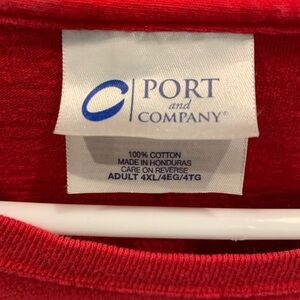 PORT
and
COMPANY®
100% COTTON
MADE IN HONDURAS
CARE ON REVERSE
ADULT 4XL/4EG/4TG